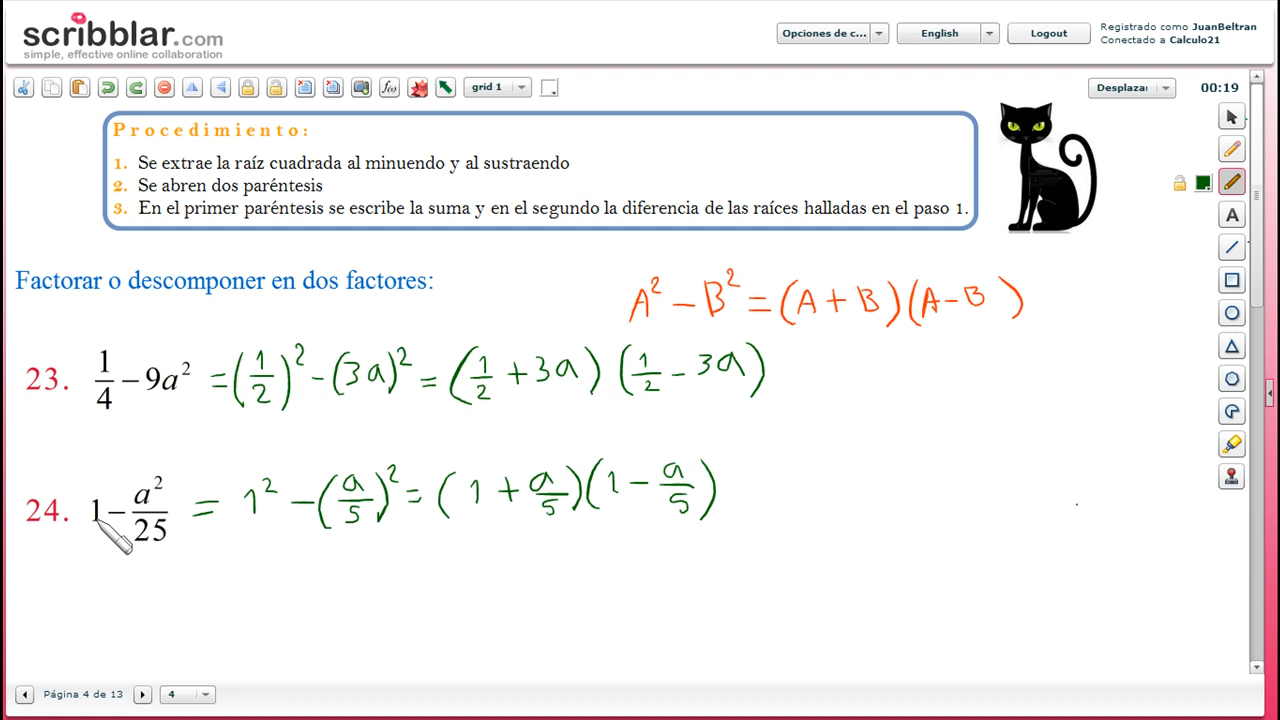 scribblar.com
simple, effective online collaboration
Opciones de c...
English
Logout
Registrado como JuanBeltran
Conectado a Calculo21
f(x)
grid 1
Desplazar
00:19
Procedimiento:
1. Se extrae la raíz cuadrada al minuendo y al sustraendo
2. Se abren dos paréntesis
3. En el primer paréntesis se escribe la suma y en el segundo la diferencia de las raíces halladas en el paso 1.
A
Factorar o descomponer en dos factores:
A² − B² = (A + B)(A − B)
23. 1/4 − 9a² = (1/2)² − (3a)² = (1/2 + 3a)(1/2 − 3a)
24. 1 − a²/25 = 1² − (a/5)² = (1 + a/5)(1 − a/5)
Página 4 de 13
4